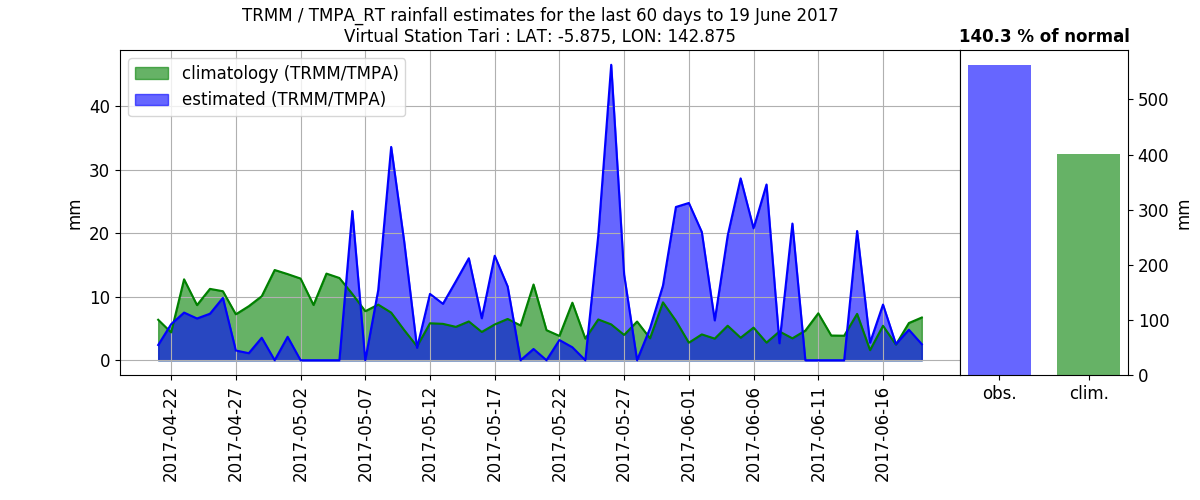 TRMM / TMPA_RT rainfall estimates for the last 60 days to 19 June 2017
Virtual Station Tari : LAT: -5.875, LON: 142.875
140.3 % of normal
climatology (TRMM/TMPA)
estimated (TRMM/TMPA)
40
30
20
10
0
mm
2017-04-22
2017-04-27
2017-05-02
2017-05-07
2017-05-12
2017-05-17
2017-05-22
2017-05-27
2017-06-01
2017-06-06
2017-06-11
2017-06-16
500
400
300
200
100
0
mm
obs.
clim.